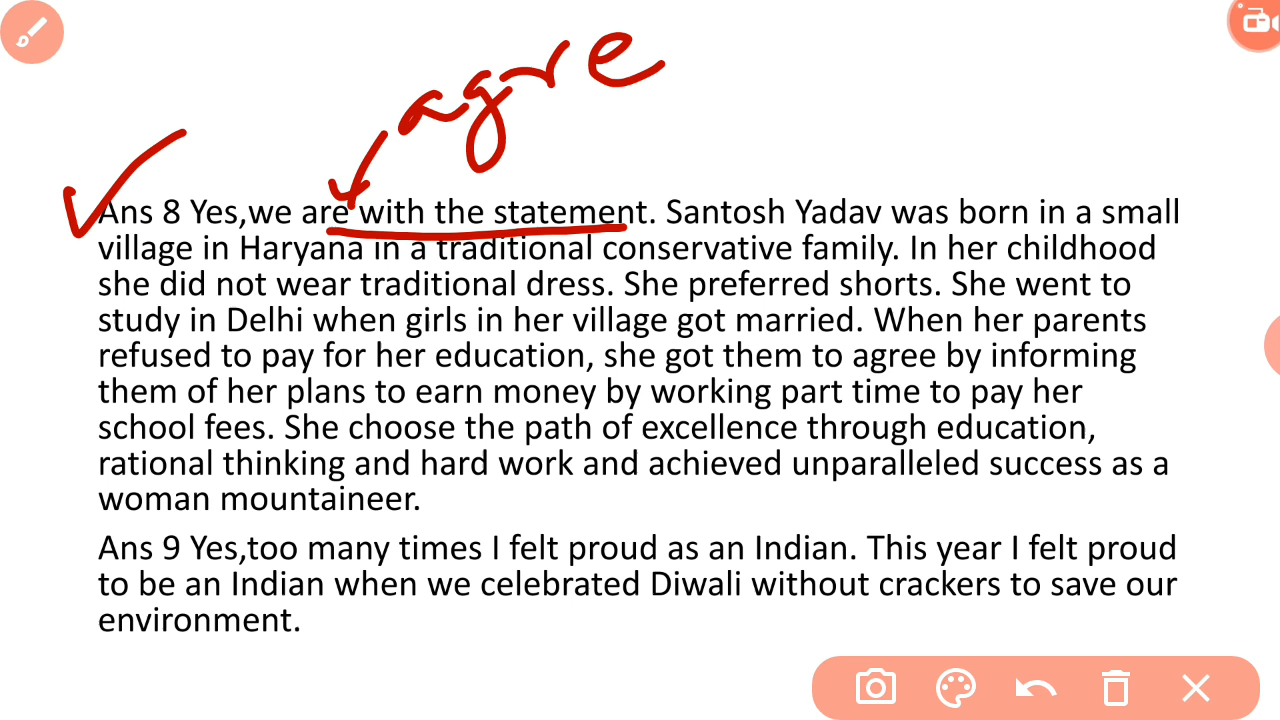 agre
Ans 8 Yes,we are with the statement. Santosh Yadav was born in a small
village in Haryana in a traditional conservative family. In her childhood
she did not wear traditional dress. She preferred shorts. She went to
study in Delhi when girls in her village got married. When her parents
refused to pay for her education, she got them to agree by informing
them of her plans to earn money by working part time to pay her
school fees. She choose the path of excellence through education,
rational thinking and hard work and achieved unparalleled success as a
woman mountaineer.
Ans 9 Yes,too many times I felt proud as an Indian. This year I felt proud
to be an Indian when we celebrated Diwali without crackers to save our
environment.